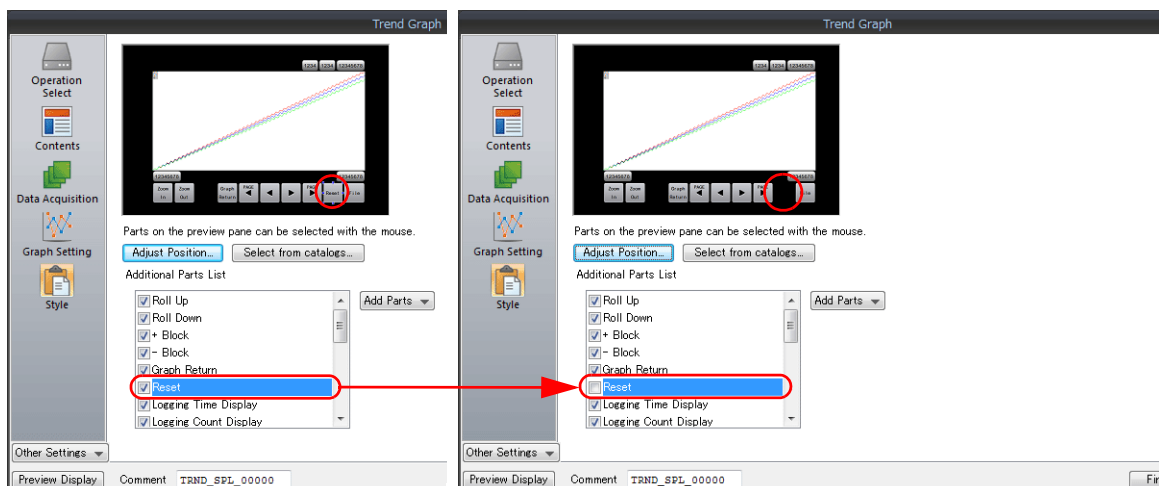 Trend Graph
Operation
Select
Contents
Data Acquisition
Graph Setting
Style
1234 1234 12345678
12345678 12345678
Zoom In
Zoom Out
Graph Return
PAGE
Reset
File
Parts on the preview pane can be selected with the mouse.
Adjust Position... Select from catalogs...
Additional Parts List
Roll Up
Roll Down
+ Block
- Block
Graph Return
Reset
Logging Time Display
Logging Count Display
Add Parts
Other Settings
Preview Display Comment TRND_SPL_00000
Trend Graph
Operation
Select
Contents
Data Acquisition
Graph Setting
Style
1234 1234 12345678
12345678
Zoom In
Zoom Out
Graph Return
PAGE
Parts on the preview pane can be selected with the mouse.
Adjust Position... Select from catalogs...
Additional Parts List
Roll Up
Roll Down
+ Block
- Block
Graph Return
Reset
Logging Time Display
Logging Count Display
Add Parts
Other Settings
Preview Display Comment TRND_SPL_00000